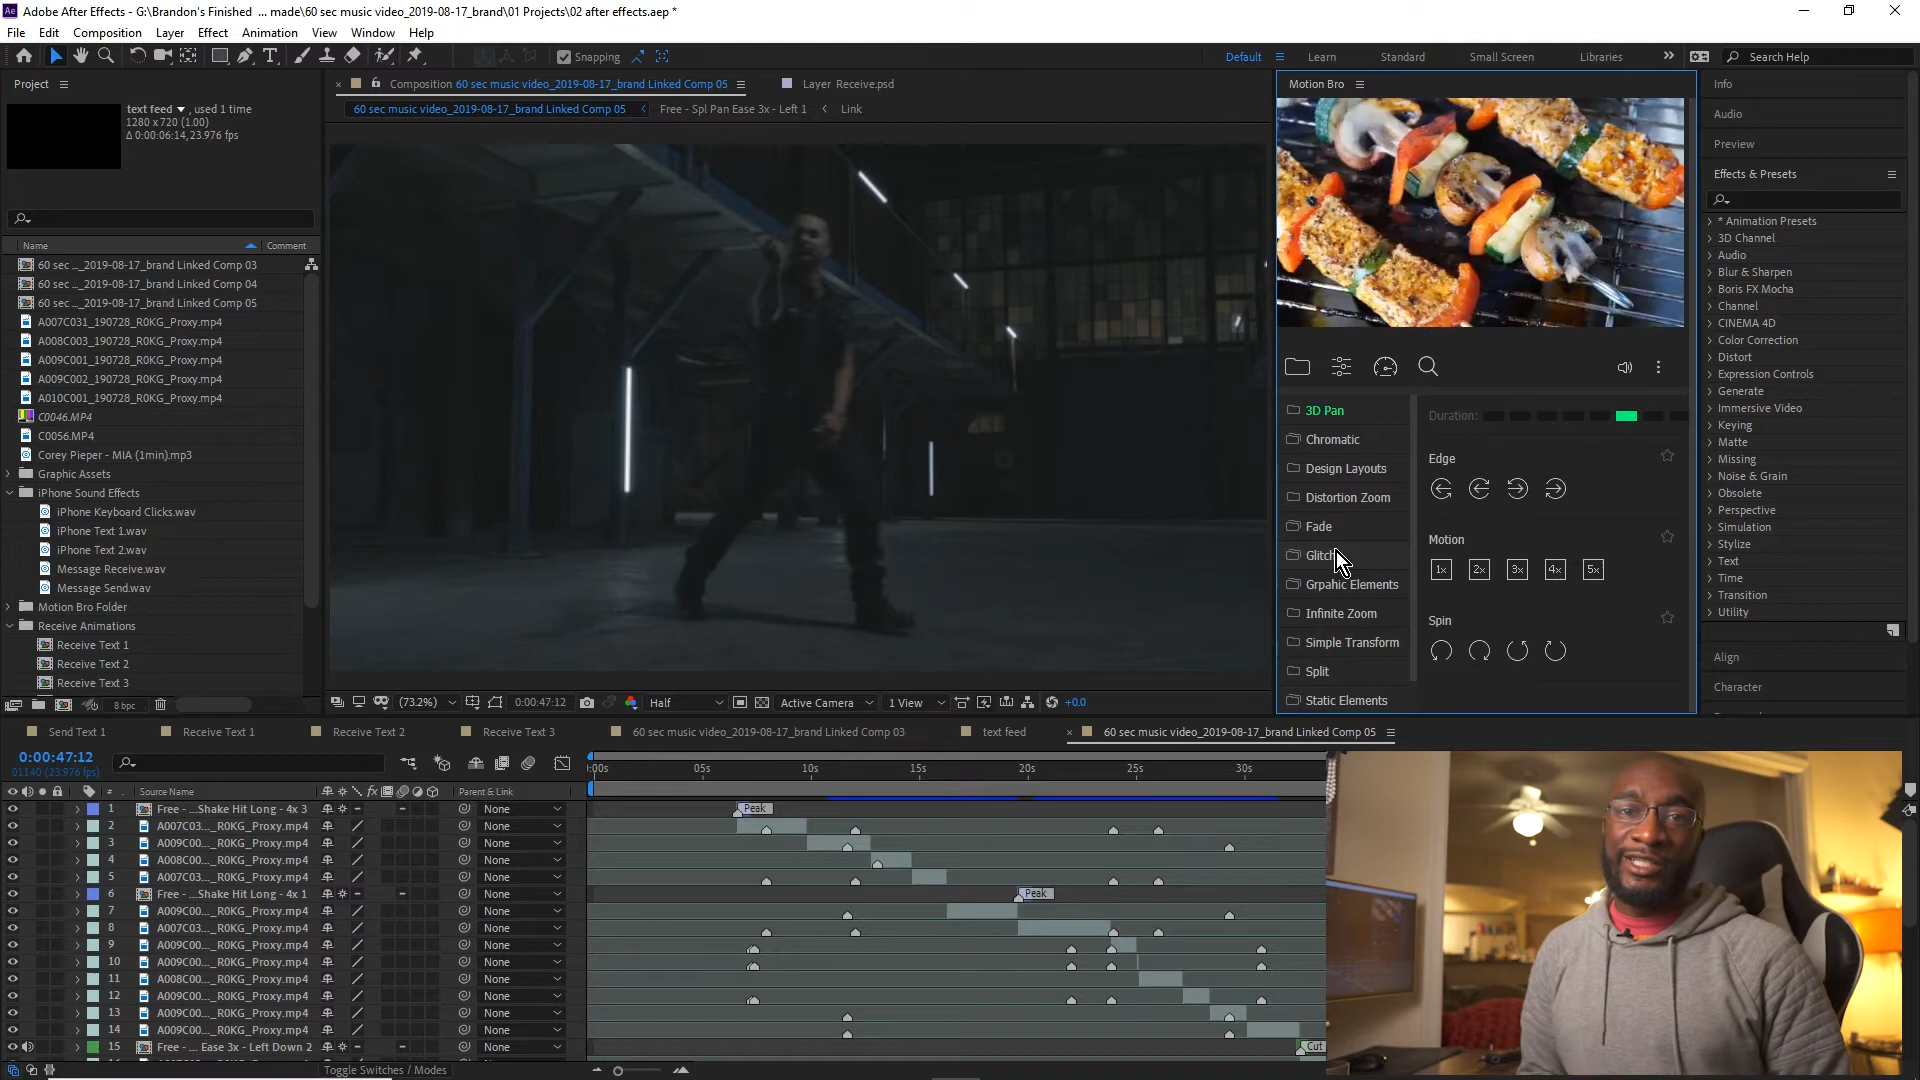 Adobe After Effects - G:\Brandon's Finished ... made\60 sec music video_2019-08-17_brand\01 Projects\02 after effects.aep *
File Edit Composition Layer Effect Animation View Window Help
Snapping
Default Learn Standard Small Screen Libraries Search Help
Project
text feed , used 1 time
1280 x 720 (1.00)
Δ 0:00:06:14, 23.976 fps
Name Comment
60 sec ..._2019-08-17_brand Linked Comp 03
60 sec ..._2019-08-17_brand Linked Comp 04
60 sec ..._2019-08-17_brand Linked Comp 05
A007C031_190728_R0KG_Proxy.mp4
A008C003_190728_R0KG_Proxy.mp4
A009C001_190728_R0KG_Proxy.mp4
A009C002_190728_R0KG_Proxy.mp4
A010C001_190728_R0KG_Proxy.mp4
C0046.MP4
C0056.MP4
Corey Pieper - MIA (1min).mp3
Graphic Assets
iPhone Sound Effects
iPhone Keyboard Clicks.wav
iPhone Text 1.wav
iPhone Text 2.wav
Message Receive.wav
Message Send.wav
Motion Bro Folder
Receive Animations
Receive Text 1
Receive Text 2
Receive Text 3
8 bpc
Composition 60 sec music video_2019-08-17_brand Linked Comp 05
Layer Receive.psd
60 sec music video_2019-08-17_brand Linked Comp 05 Free - Spl Pan Ease 3x - Left 1 Link
(73.2%) 0:00:47:12 Half Active Camera 1 View +0.0
Motion Bro
3D Pan
Chromatic
Design Layouts
Distortion Zoom
Fade
Glitch
Grpahic Elements
Infinite Zoom
Simple Transform
Split
Static Elements
Duration:
Edge
Motion
1x 2x 3x 4x 5x
Spin
Info
Audio
Preview
Effects & Presets
* Animation Presets
3D Channel
Audio
Blur & Sharpen
Boris FX Mocha
Channel
CINEMA 4D
Color Correction
Distort
Expression Controls
Generate
Immersive Video
Keying
Matte
Missing
Noise & Grain
Obsolete
Perspective
Simulation
Stylize
Text
Time
Transition
Utility
Align
Character
Send Text 1 Receive Text 1 Receive Text 2 Receive Text 3 60 sec music video_2019-08-17_brand Linked Comp 03 text feed 60 sec music video_2019-08-17_brand Linked Comp 05
0:00:47:12
01140 (23.976 fps)
:00s 05s 10s 15s 20s 25s 30s
# Source Name fx Parent & Link
1 Free - ...Shake Hit Long - 4x 3 None Peak
2 A007C03..._R0KG_Proxy.mp4 None
3 A009C00..._R0KG_Proxy.mp4 None
4 A008C00..._R0KG_Proxy.mp4 None
5 A007C03..._R0KG_Proxy.mp4 None
6 Free - ...Shake Hit Long - 4x 1 None Peak
7 A009C00..._R0KG_Proxy.mp4 None
8 A007C03..._R0KG_Proxy.mp4 None
9 A009C00..._R0KG_Proxy.mp4 None
10 A009C00..._R0KG_Proxy.mp4 None
11 A008C00..._R0KG_Proxy.mp4 None
12 A009C00..._R0KG_Proxy.mp4 None
13 A009C00..._R0KG_Proxy.mp4 None
14 A009C00..._R0KG_Proxy.mp4 None
15 Free - ... Ease 3x - Left Down 2 None Cut
Toggle Switches / Modes